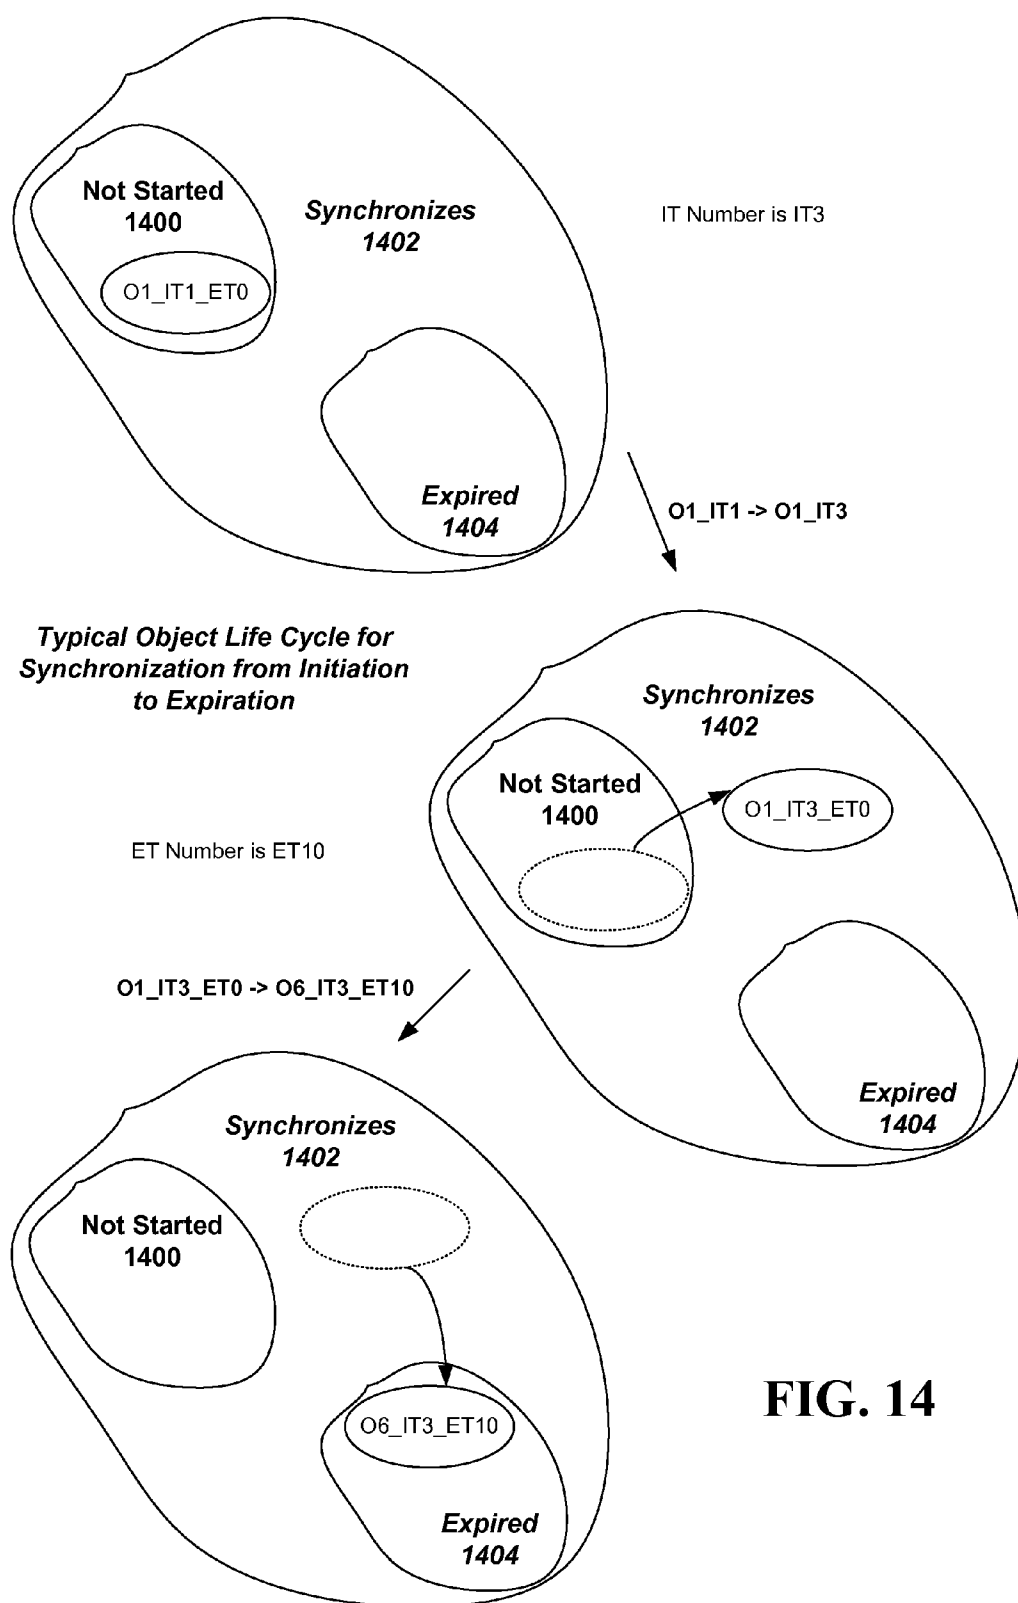 Not Started
1400
Synchronizes
1402
IT Number is IT3
O1_IT1_ET0
Expired
1404
O1_IT1 -> O1_IT3
Typical Object Life Cycle for
Synchronization from Initiation
to Expiration
Synchronizes
1402
Not Started
1400
O1_IT3_ET0
ET Number is ET10
O1_IT3_ET0 -> O6_IT3_ET10
Expired
1404
Synchronizes
1402
Not Started
1400
FIG. 14
O6_IT3_ET10
Expired
1404